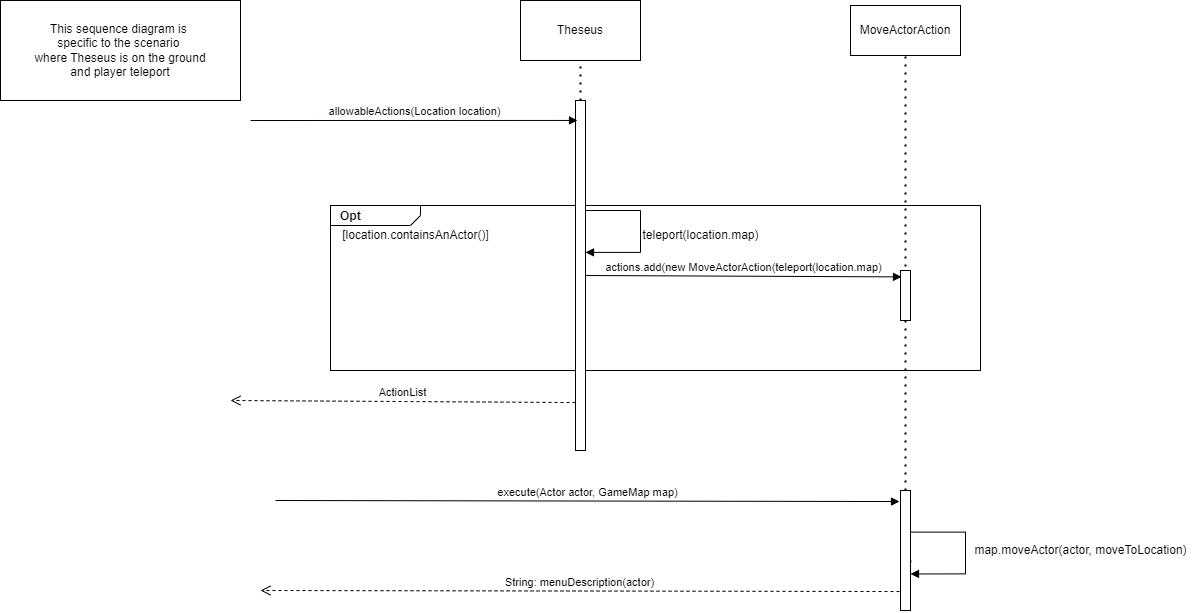 This sequence diagram is
specific to the scenario
where Theseus is on the ground
and player teleport
Theseus
MoveActorAction
allowableActions(Location location)
Opt
[location.containsAnActor()]
teleport(location.map)
actions.add(new MoveActorAction(teleport(location.map)
ActionList
execute(Actor actor, GameMap map)
map.moveActor(actor, moveToLocation)
String: menuDescription(actor)